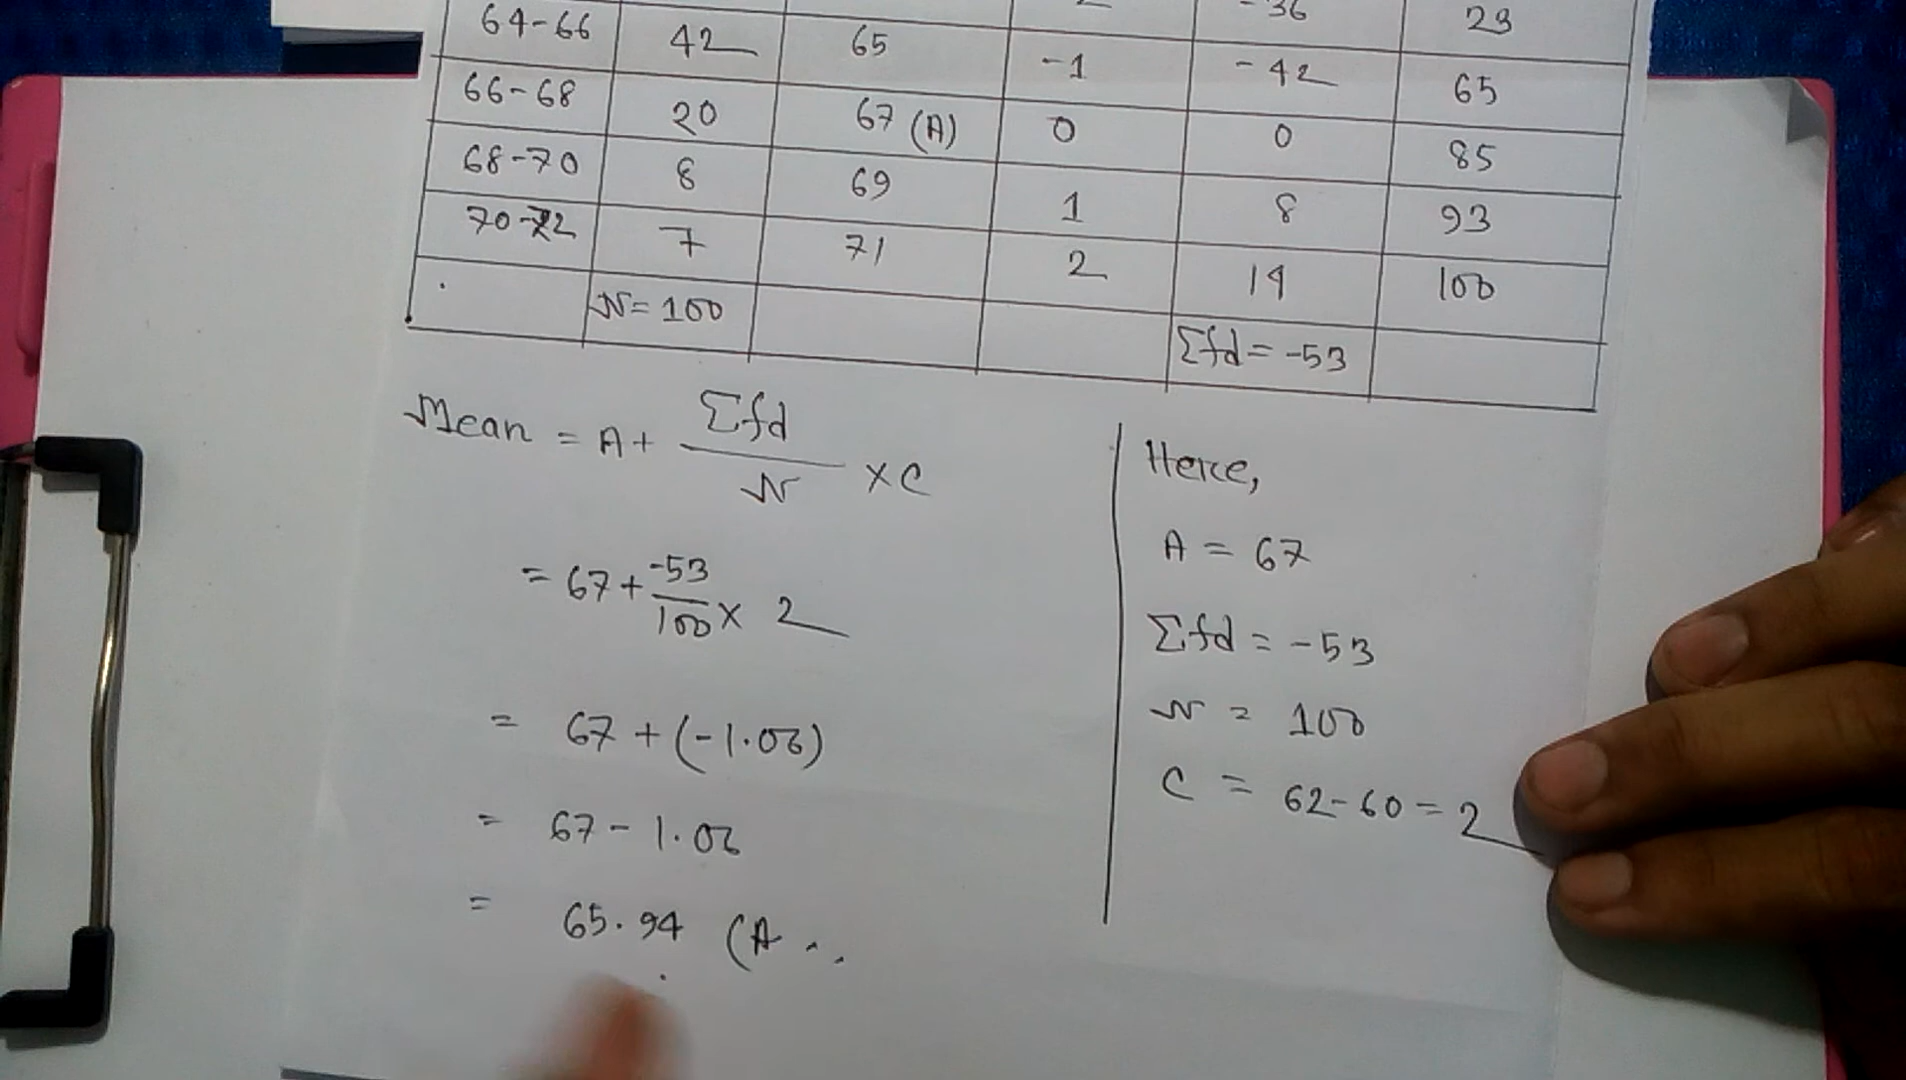 -36 23
64-66 42 65 -1 -42 65
66-68 20 67 (A) 0 0 85
68-70 8 69 1 8 93
70-72 7 71 2 14 100
N = 100 Σfd = -53
Mean = A + Σfd / N × C
= 67 + -53 / 100 × 2
= 67 + (-1.06)
= 67 - 1.06
= 65.94 (A
Here,
A = 67
Σfd = -53
N = 100
C = 62-60 = 2